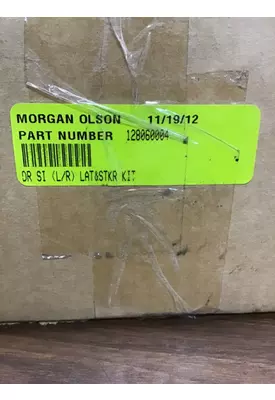 MORGAN OLSON 11/19/12
PART NUMBER 128060004
DR SI (L/R) LAT&STKR KIT